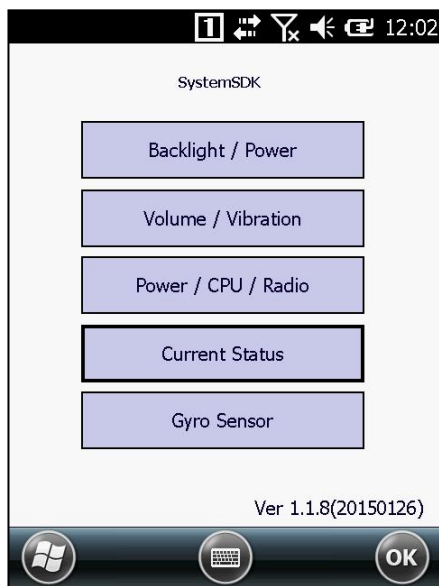 1 12:02
SystemSDK
Backlight / Power
Volume / Vibration
Power / CPU / Radio
Current Status
Gyro Sensor
Ver 1.1.8(20150126)
OK